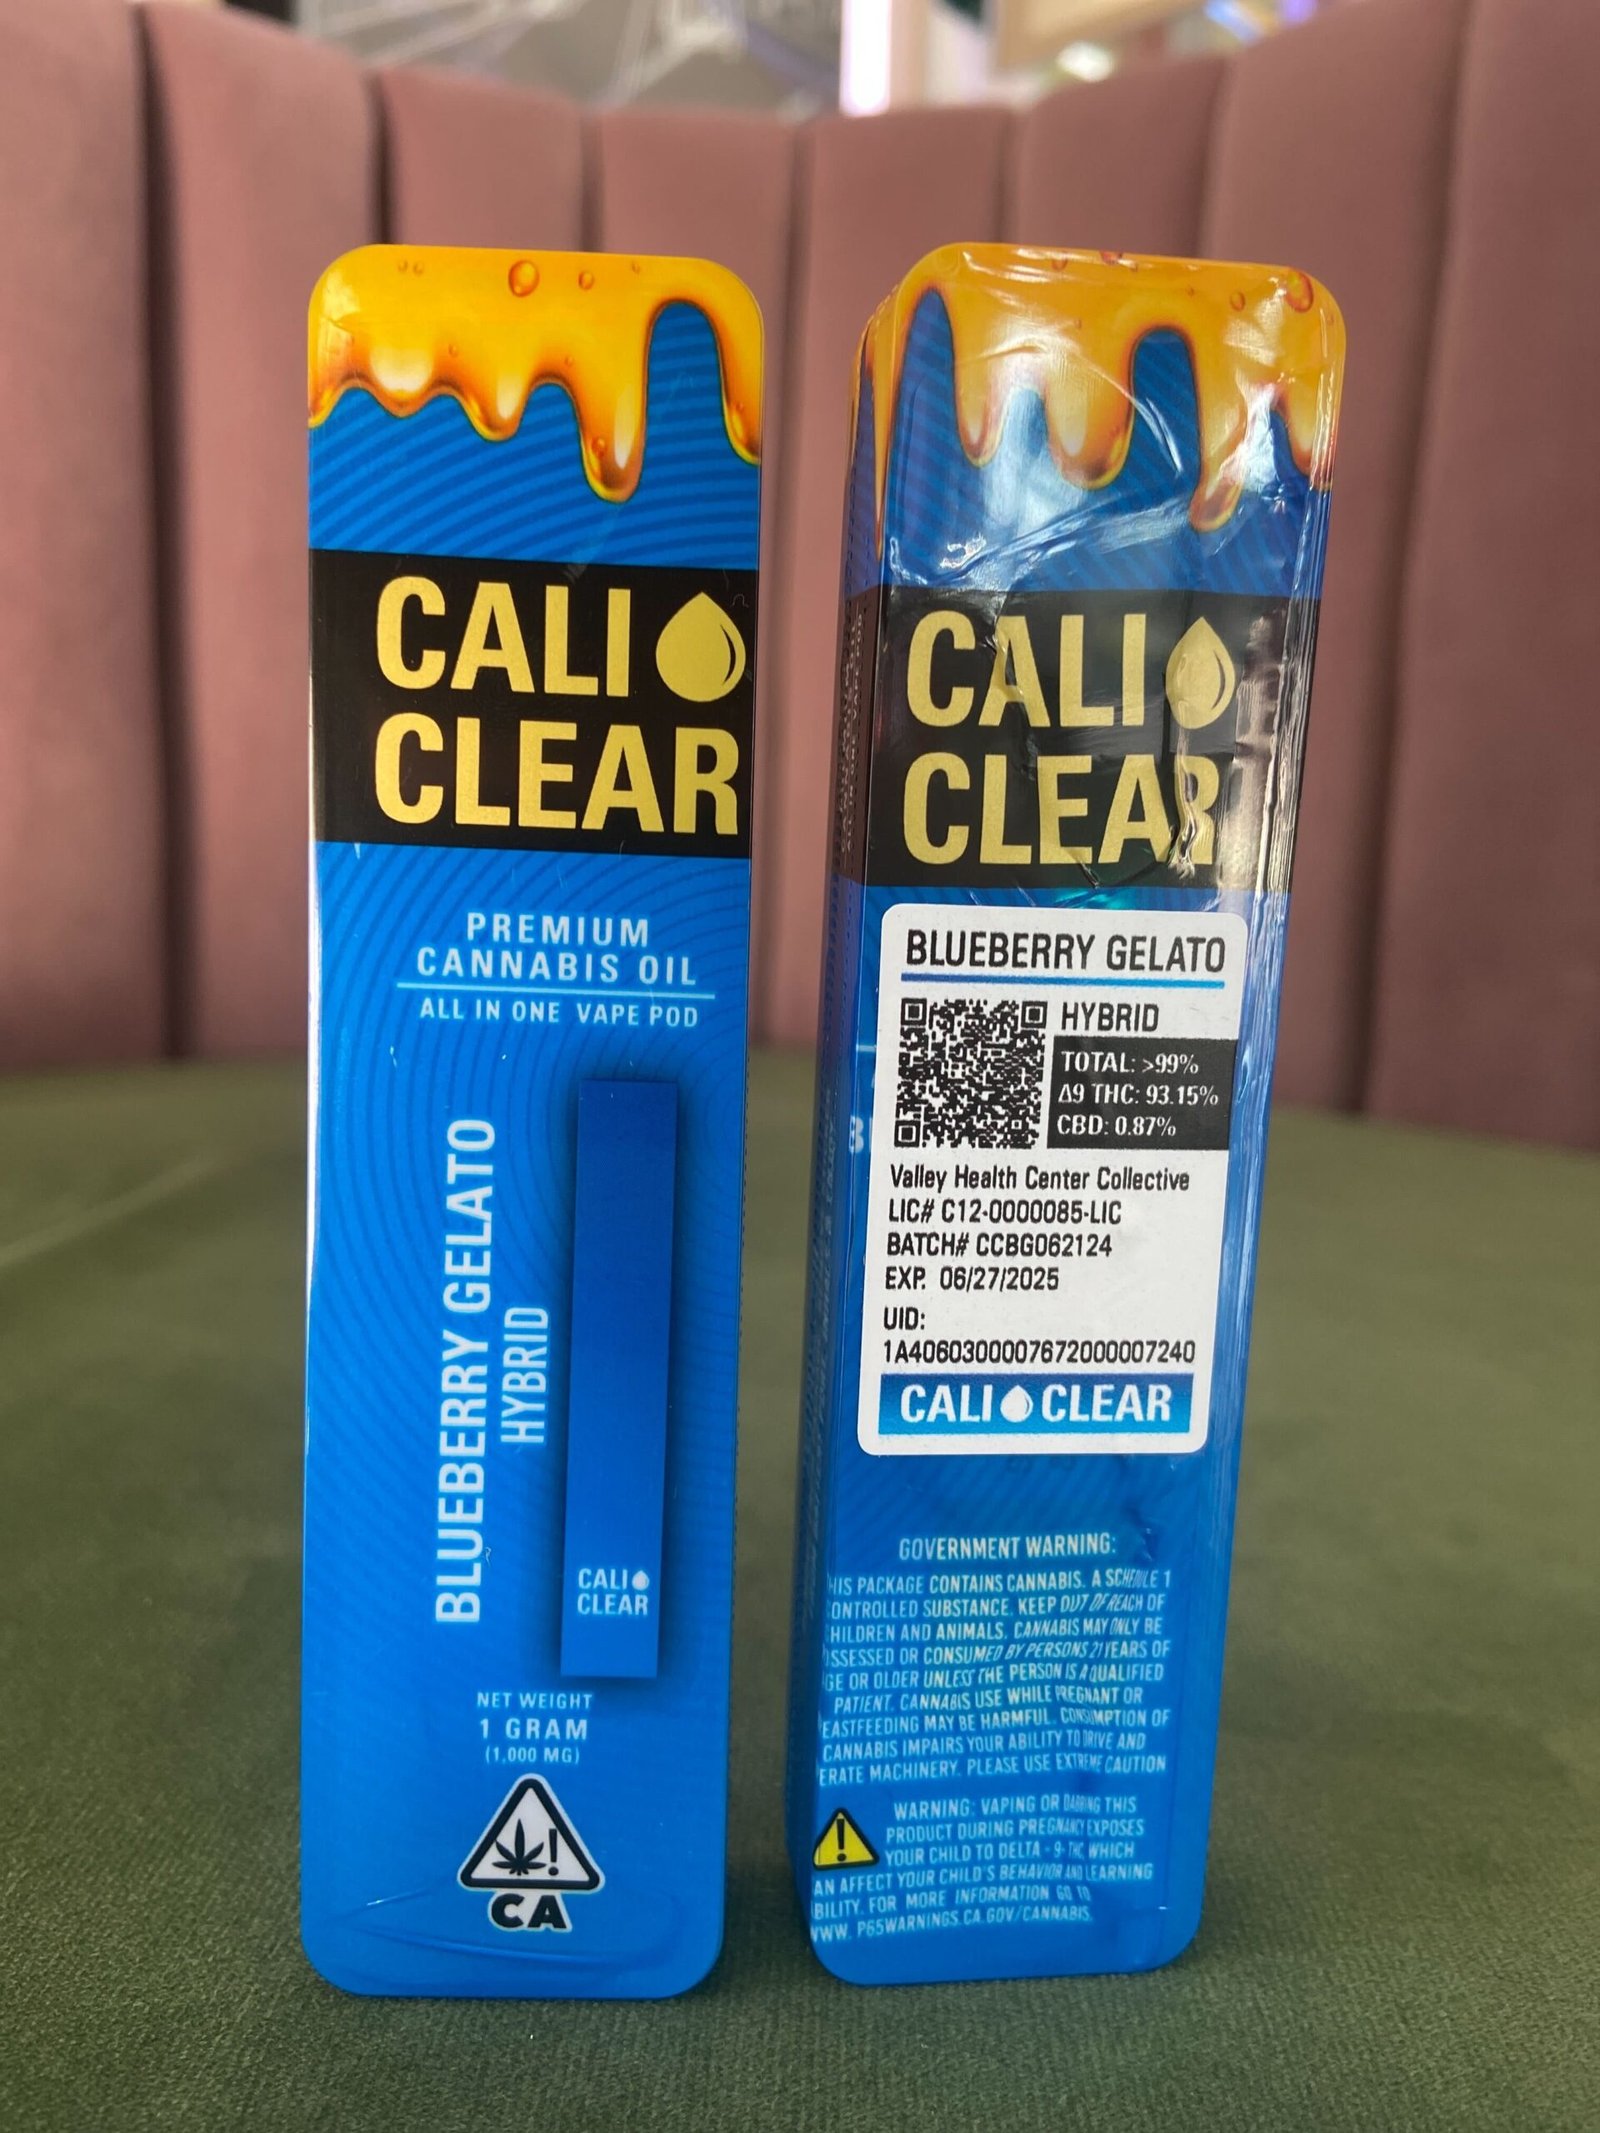 CALI
CLEAR
PREMIUM
CANNABIS OIL
ALL IN ONE VAPE POD
BLUEBERRY GELATO
HYBRID
CALI
CLEAR
NET WEIGHT
1 GRAM
(1,000 MG)
CA
CALI
CLEAR
BLUEBERRY GELATO
HYBRID
TOTAL: >99%
Δ9 THC: 93.15%
CBD: 0.87%
Valley Health Center Collective
LIC# C12-0000085-LIC
BATCH# CCBG062124
EXP. 06/27/2025
UID:
1A4060300007672000007240
CALI CLEAR
GOVERNMENT WARNING:
HIS PACKAGE CONTAINS CANNABIS. A SCHEDULE 1
ONTROLLED SUBSTANCE. KEEP OUT OF REACH OF
HILDREN AND ANIMALS. CANNABIS MAY ONLY BE
SSESSED OR CONSUMED BY PERSONS 21 YEARS OF
GE OR OLDER UNLESS THE PERSON IS A QUALIFIED
PATIENT. CANNABIS USE WHILE PREGNANT OR
EASTFEEDING MAY BE HARMFUL. CONSUMPTION OF
CANNABIS IMPAIRS YOUR ABILITY TO DRIVE AND
ERATE MACHINERY. PLEASE USE EXTREME CAUTION
WARNING: VAPING OR DABBING THIS
PRODUCT DURING PREGNANCY EXPOSES
YOUR CHILD TO DELTA - 9- THC, WHICH
AN AFFECT YOUR CHILD'S BEHAVIOR AND LEARNING
BILITY. FOR MORE INFORMATION GO TO
WWW. P65WARNINGS.CA.GOV/CANNABIS.